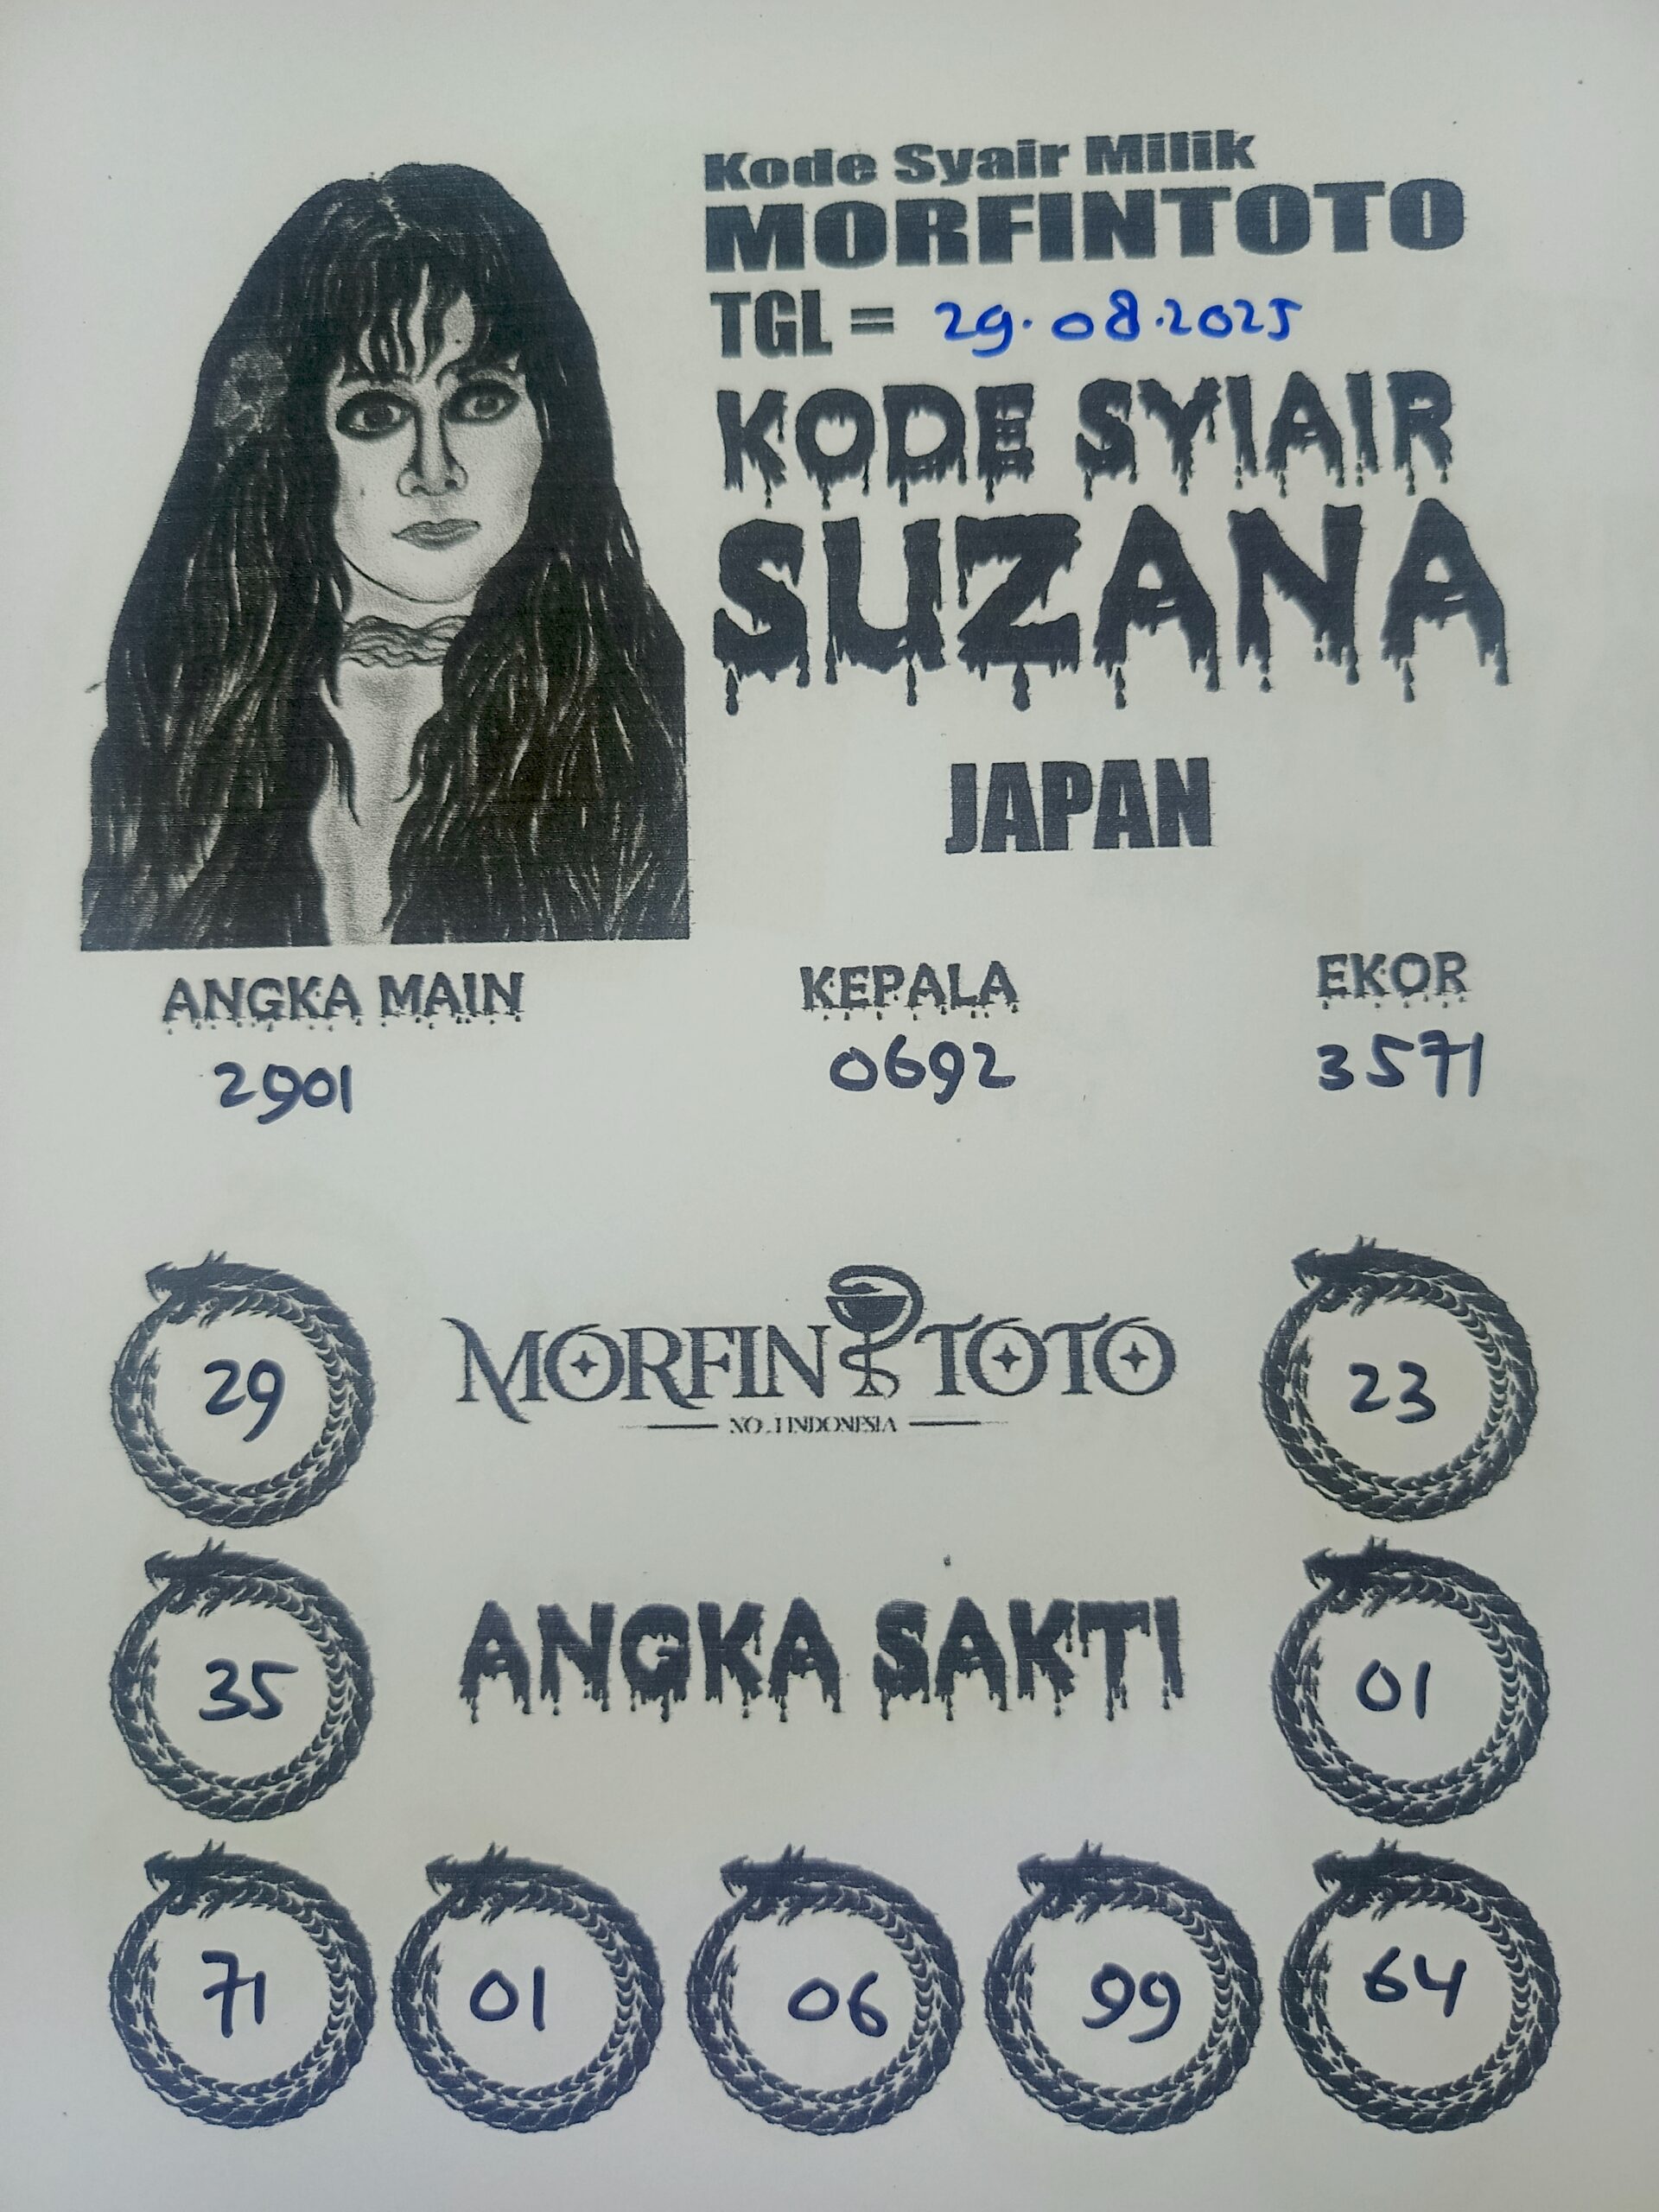 Kode Syair Milik
MORFINTOTO
TGL = 29.08.2025
KODE SYIAIR
SUZANA
JAPAN
ANGKA MAIN KEPALA EKOR
2901 0692 3571
29 MORFIN TOTO 23
NO.1 INDONESIA
35 ANGKA SAKTI 01
71 01 06 99 64